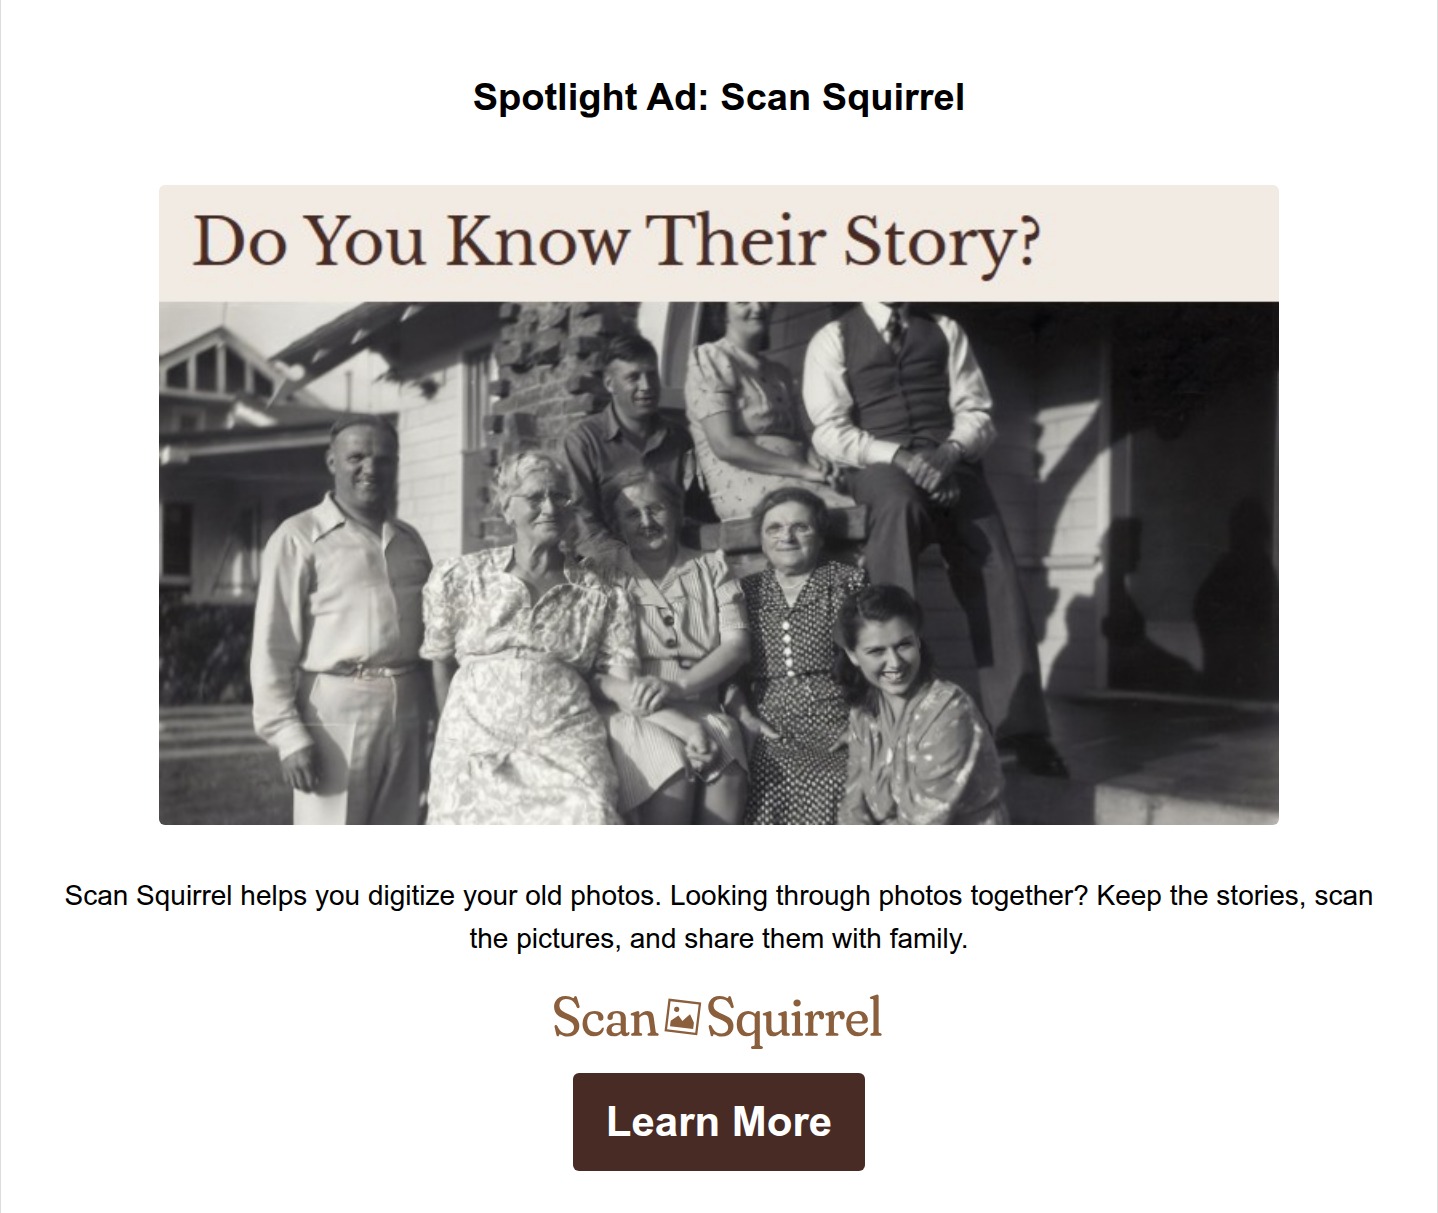 Spotlight Ad: Scan Squirrel
Do You Know Their Story?
Scan Squirrel helps you digitize your old photos. Looking through photos together? Keep the stories, scan
the pictures, and share them with family.
Scan Squirrel
Learn More